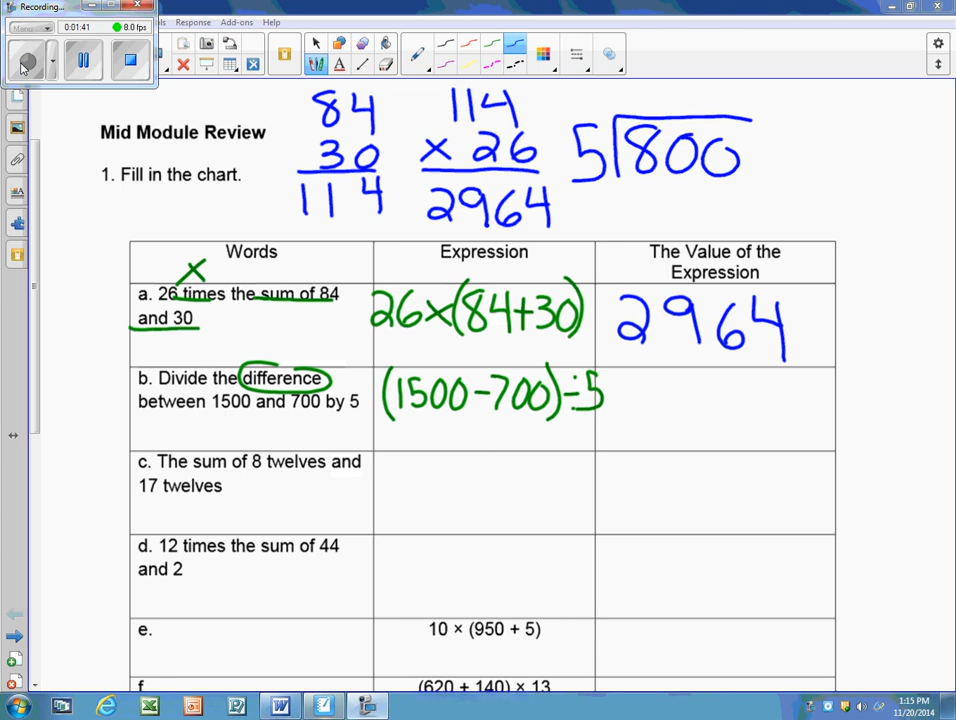 Recording...
Menu
0:01:41
8.0 fps
Response Add-ons Help
Mid Module Review
1. Fill in the chart.
84
30
114
114
× 26
2964
5 800
Words Expression The Value of the Expression
×
a. 26 times the sum of 84
and 30
26×(84+30)
2964
b. Divide the difference
between 1500 and 700 by 5
(1500-700)÷5
c. The sum of 8 twelves and
17 twelves
d. 12 times the sum of 44
and 2
e.
10 × (950 + 5)
f
(620 + 140) × 13
1:15 PM
11/20/2014